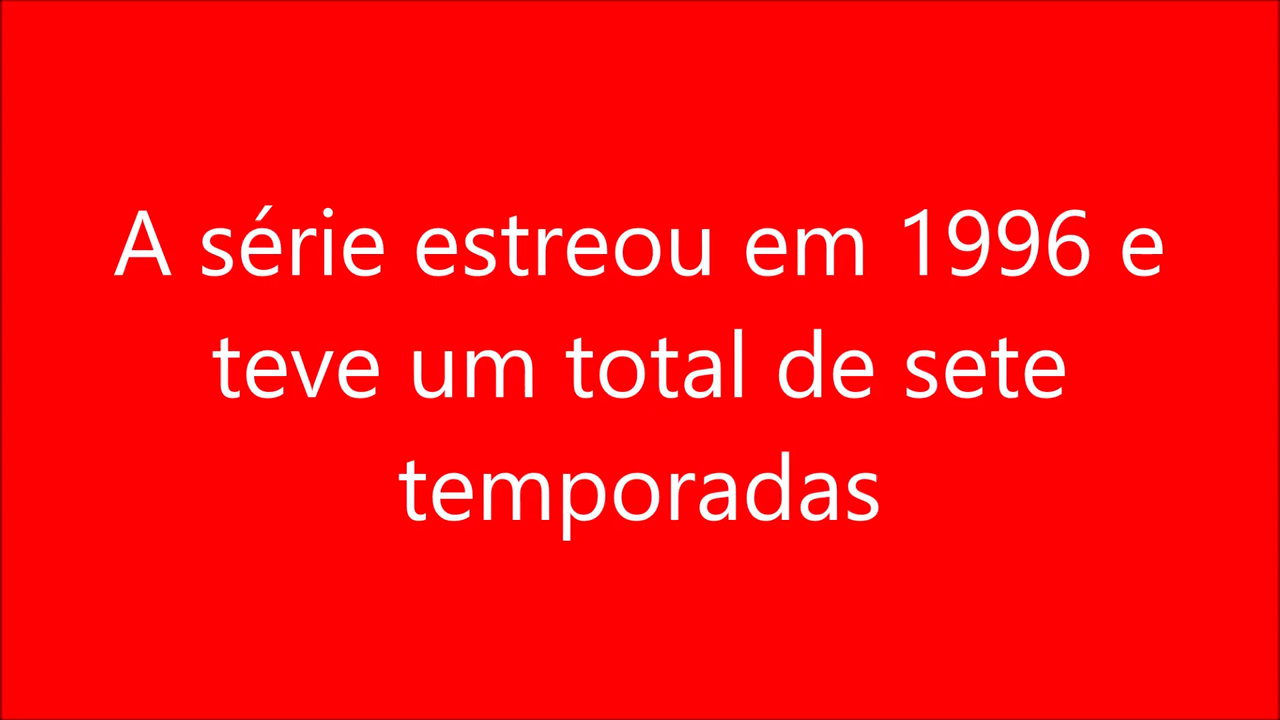 A série estreou em 1996 e
teve um total de sete
temporadas